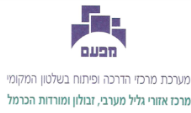 מפעם
מערכת מרכזי הדרכה ופיתוח בשלטון המקומי
מרכז אזורי גליל מערבי, זבולון ומורדות הכרמל